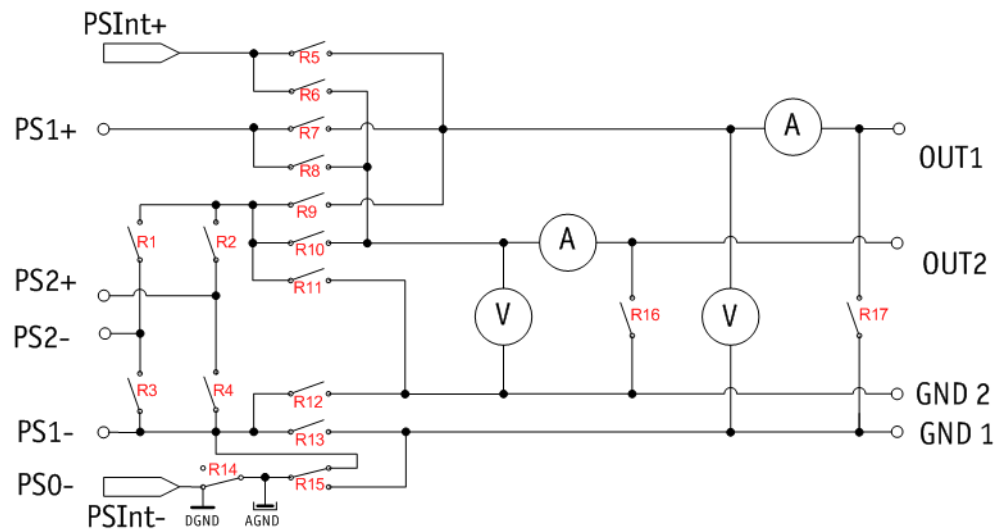 PSInt+
R5
R6
A
PS1+
R7
OUT1
R8
R9
R1
R2
R10
A
OUT2
R11
PS2+
V
R16
V
R17
PS2-
R3
R4
R12
GND 2
PS1-
R13
GND 1
R14
PS0-
R15
PSInt-
DGND
AGND